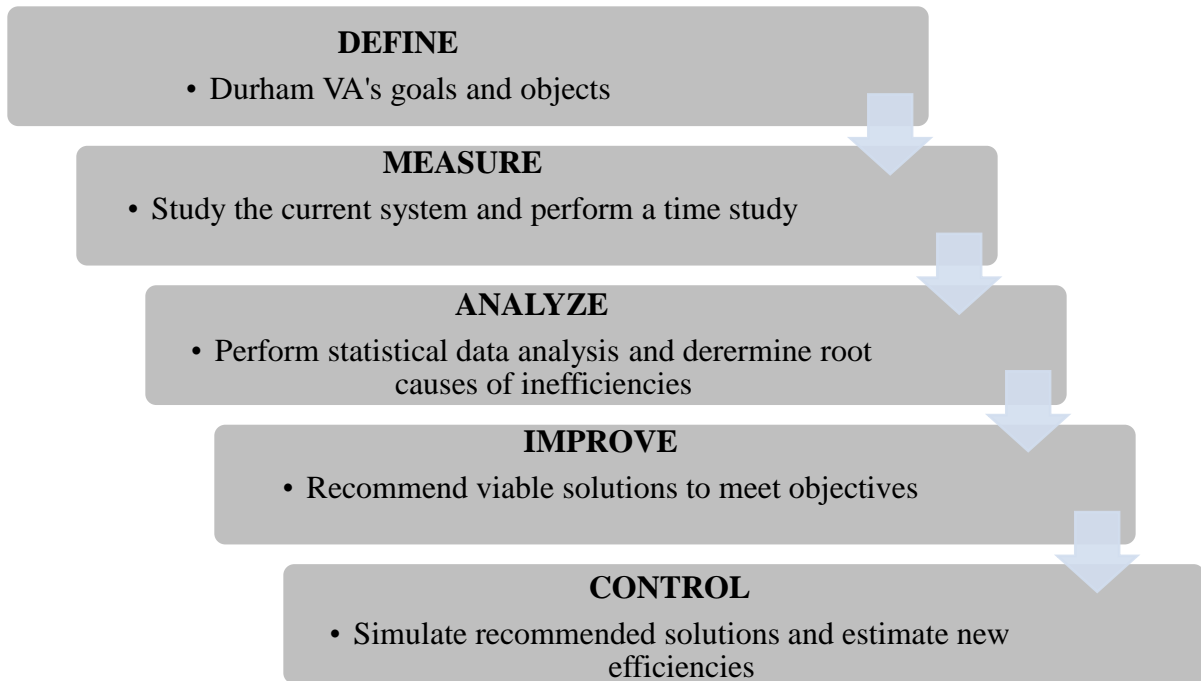 DEFINE
• Durham VA's goals and objects
MEASURE
• Study the current system and perform a time study
ANALYZE
• Perform statistical data analysis and derermine root
causes of inefficiencies
IMPROVE
• Recommend viable solutions to meet objectives
CONTROL
• Simulate recommended solutions and estimate new
efficiencies